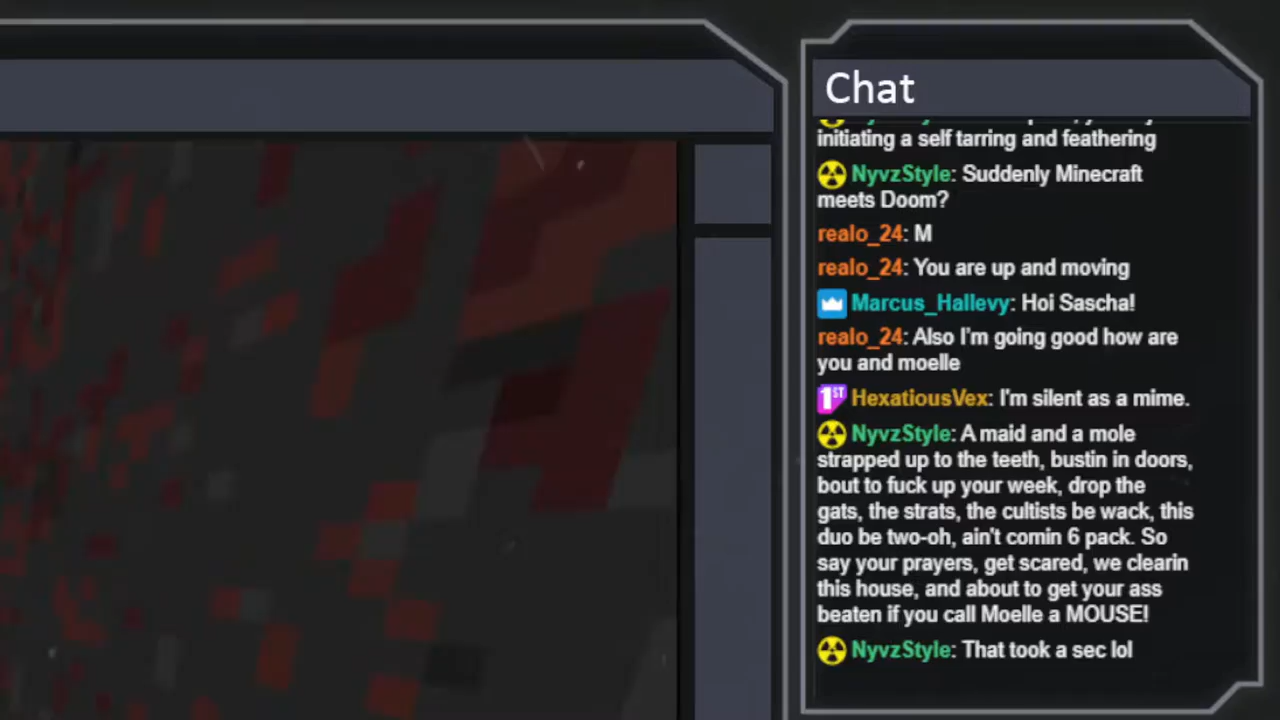 Chat
initiating a self tarring and feathering
NyvzStyle: Suddenly Minecraft
meets Doom?
realo_24: M
realo_24: You are up and moving
Marcus_Hallevy: Hoi Sascha!
realo_24: Also I'm going good how are
you and moelle
1ST HexatiousVex: I'm silent as a mime.
NyvzStyle: A maid and a mole
strapped up to the teeth, bustin in doors,
bout to fuck up your week, drop the
gats, the strats, the cultists be wack, this
duo be two-oh, ain't comin 6 pack. So
say your prayers, get scared, we clearin
this house, and about to get your ass
beaten if you call Moelle a MOUSE!
NyvzStyle: That took a sec lol